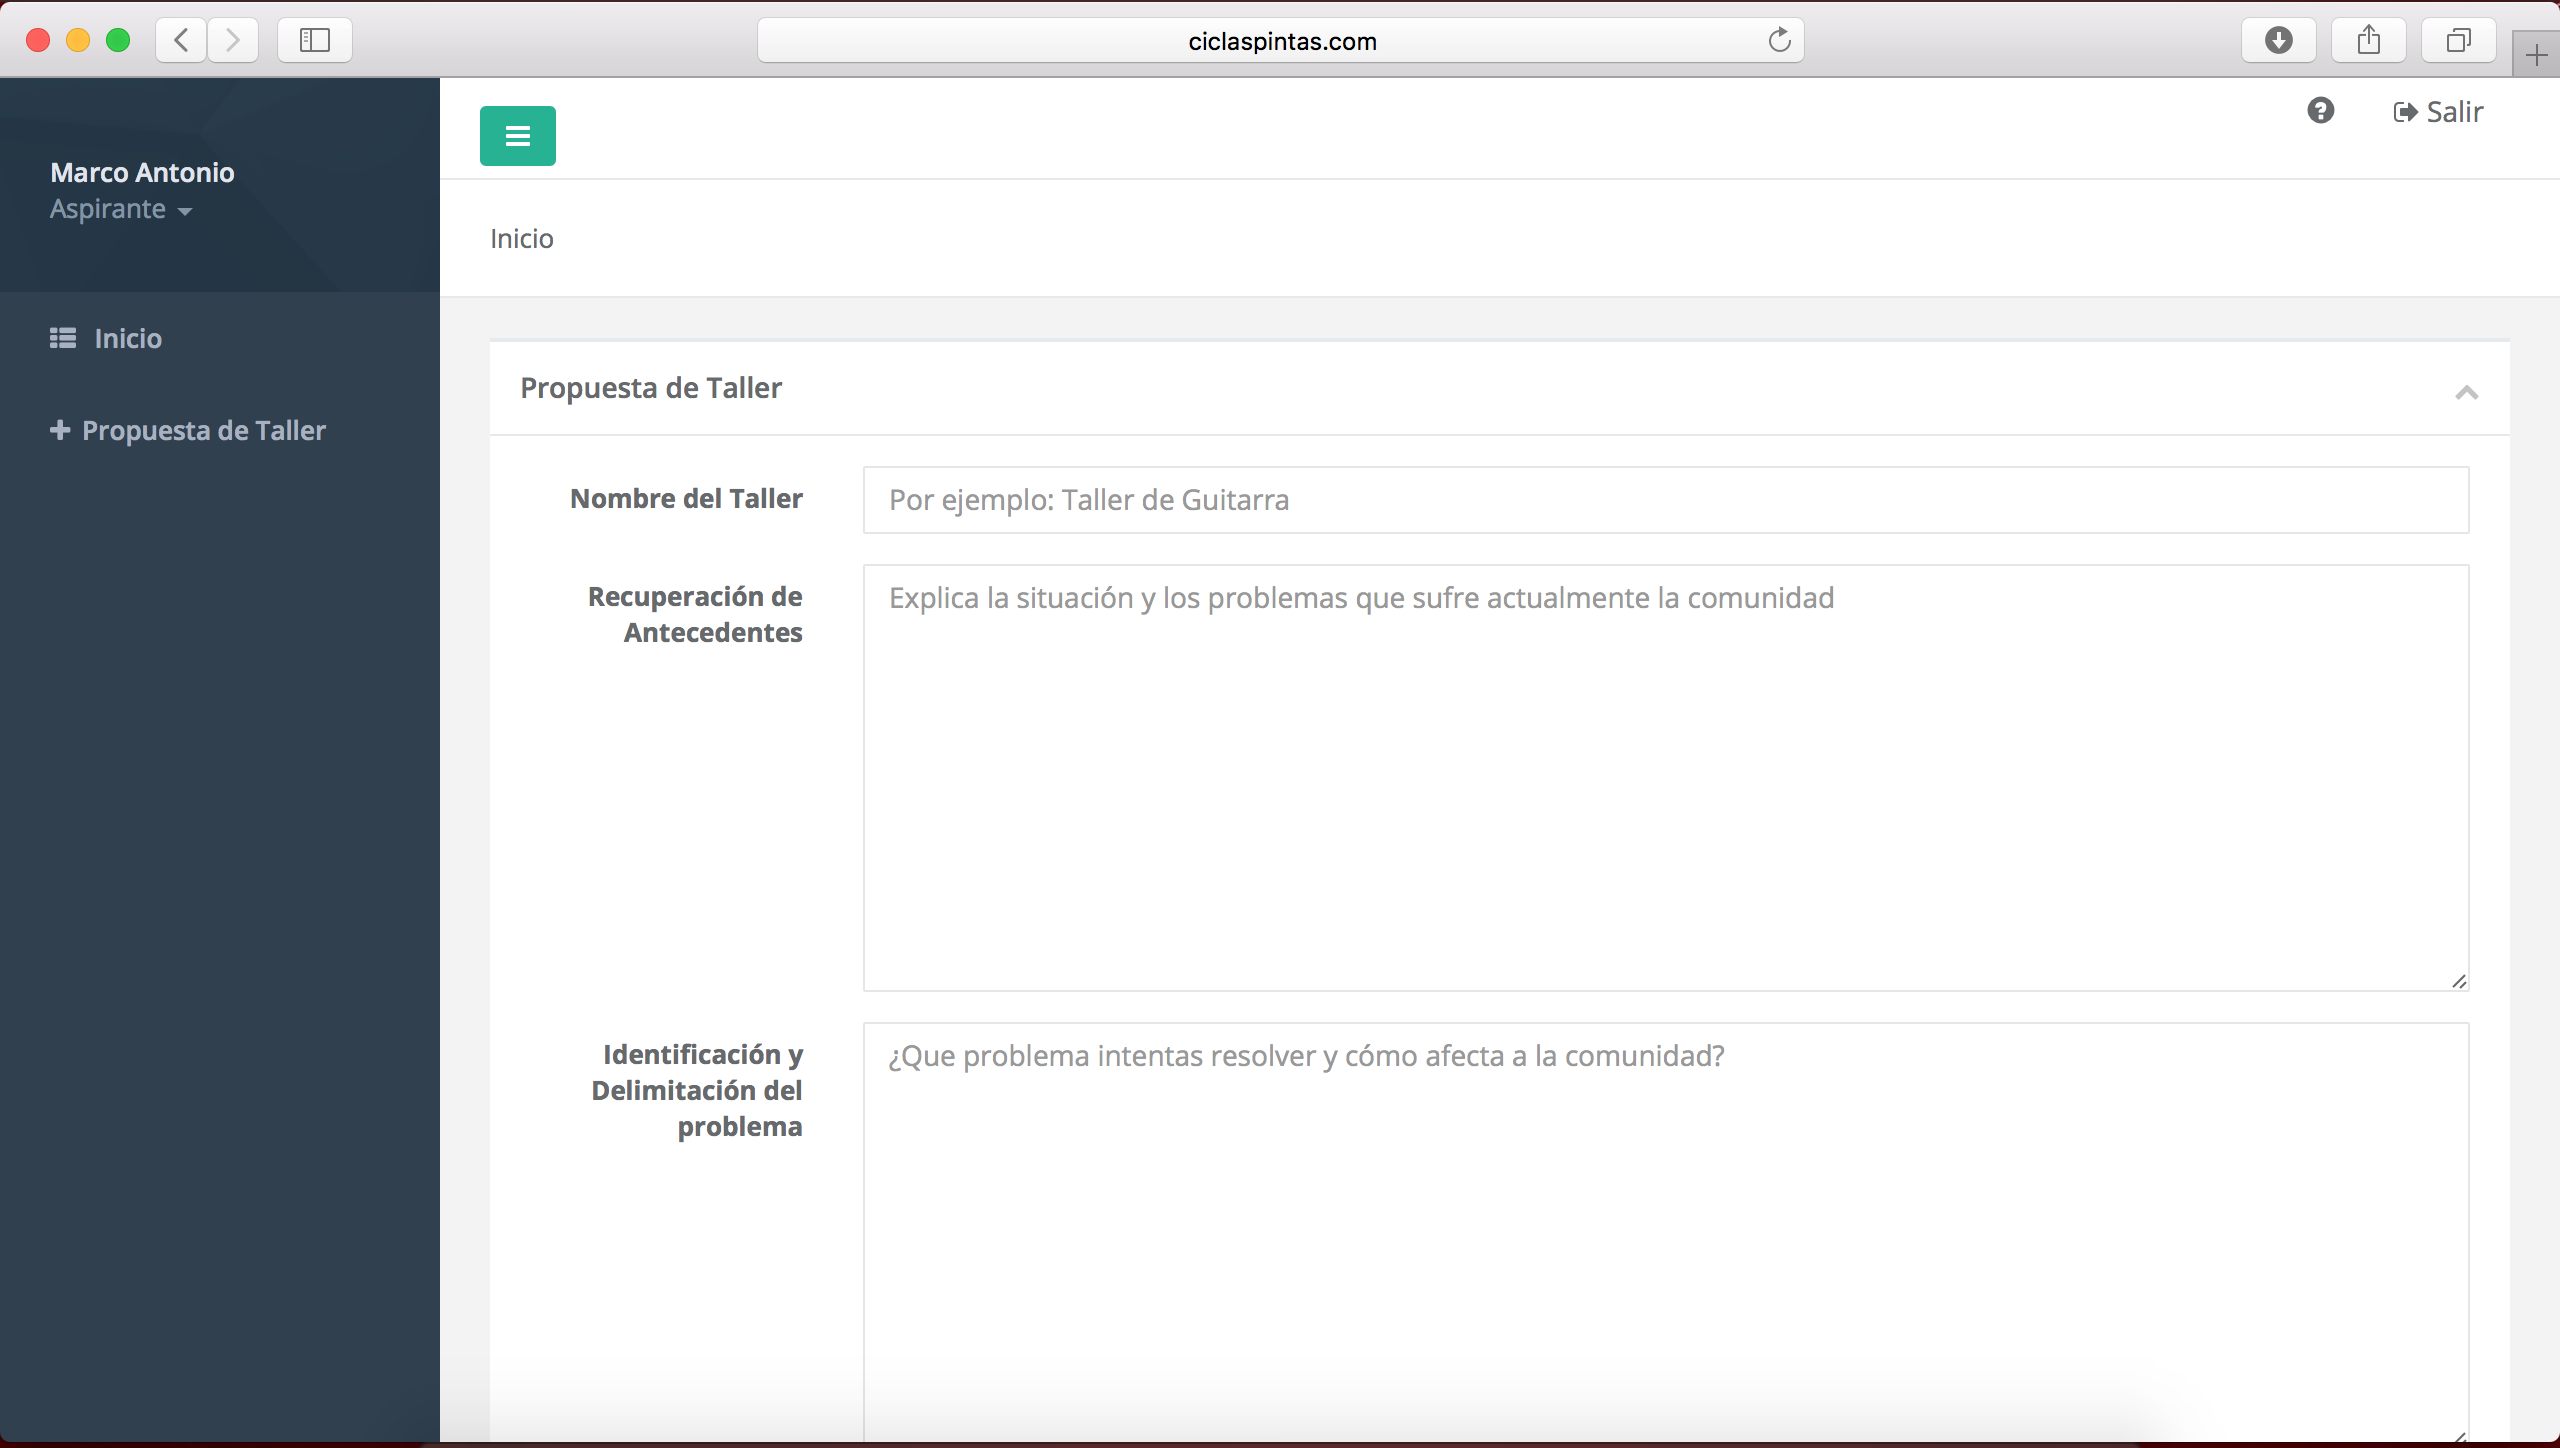 ciclaspintas.com
Marco Antonio
Aspirante
Inicio
Propuesta de Taller
Salir
Inicio
Propuesta de Taller
Nombre del Taller
Por ejemplo: Taller de Guitarra
Recuperación de
Antecedentes
Explica la situación y los problemas que sufre actualmente la comunidad
Identificación y
Delimitación del
problema
¿Que problema intentas resolver y cómo afecta a la comunidad?